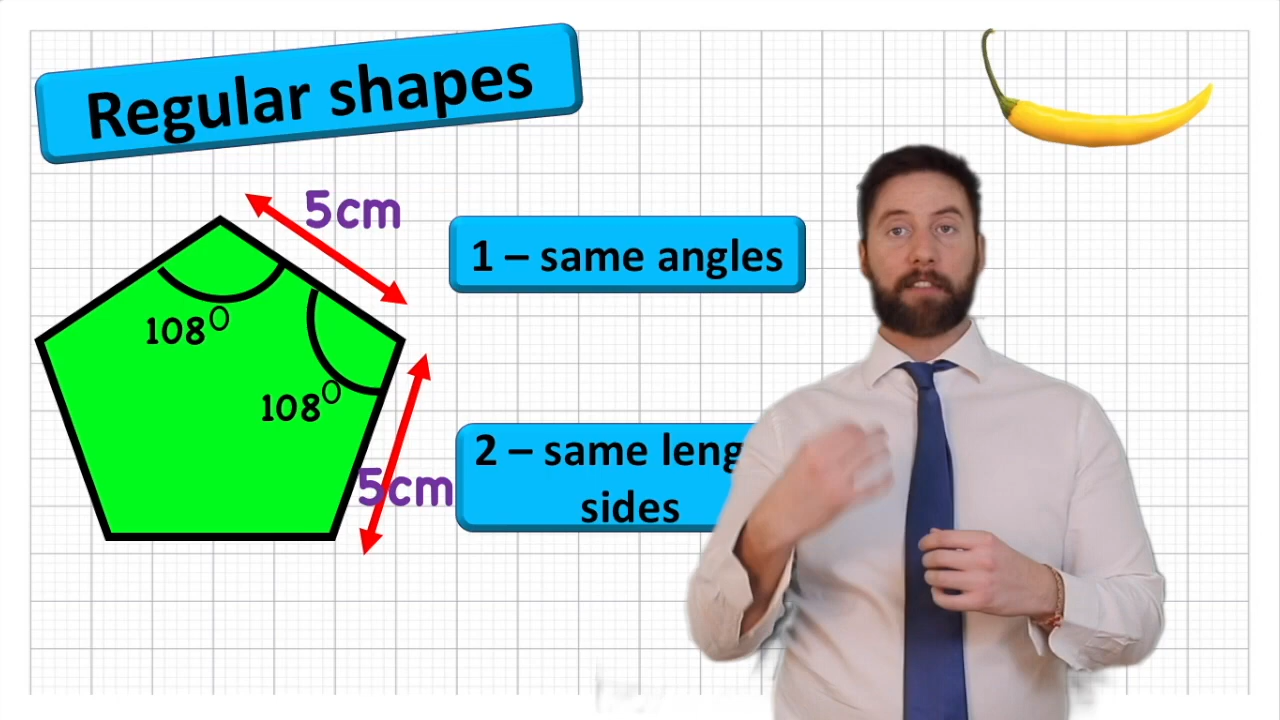 Regular shapes
5cm
1 – same angles
108°
108°
2 – same leng
sides
5cm